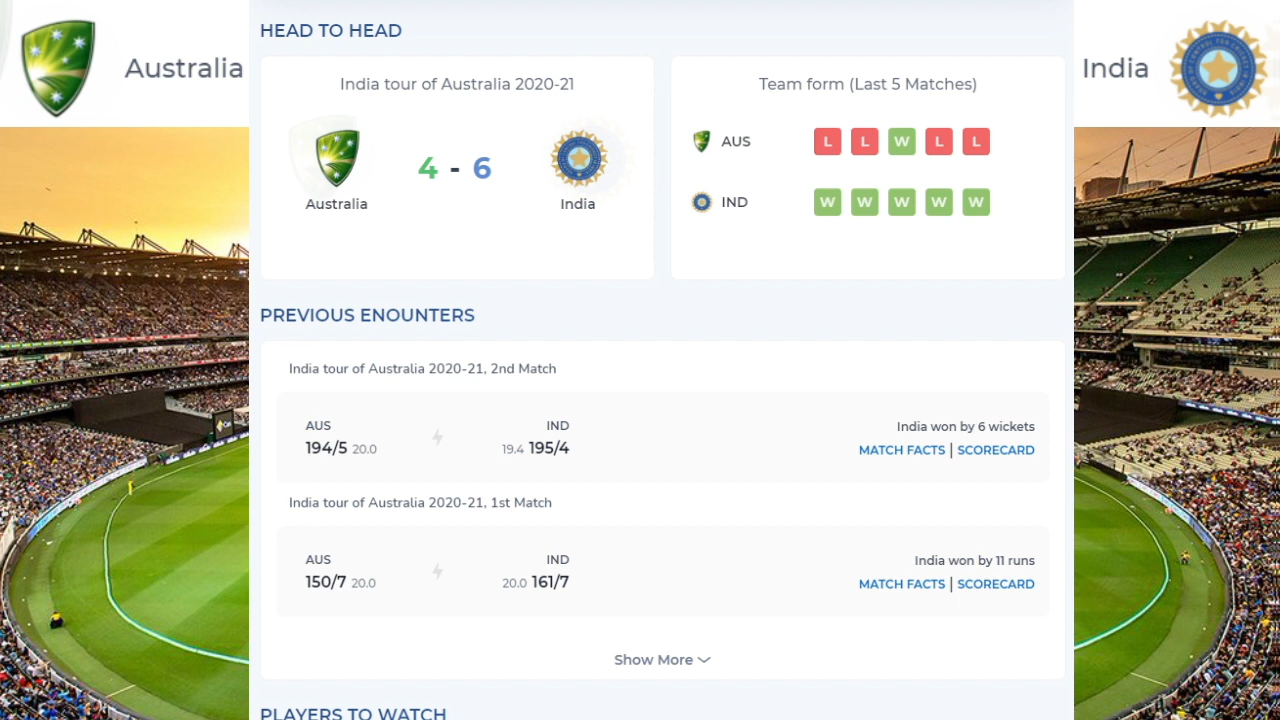 Australia
India
HEAD TO HEAD
India tour of Australia 2020-21
Australia
4 - 6
India
Team form (Last 5 Matches)
AUS L L W L L
IND W W W W W
PREVIOUS ENOUNTERS
India tour of Australia 2020-21, 2nd Match
AUS IND
194/5 20.0 19.4 195/4
India won by 6 wickets
MATCH FACTS | SCORECARD
India tour of Australia 2020-21, 1st Match
AUS IND
150/7 20.0 20.0 161/7
India won by 11 runs
MATCH FACTS | SCORECARD
Show More
PLAYERS TO WATCH